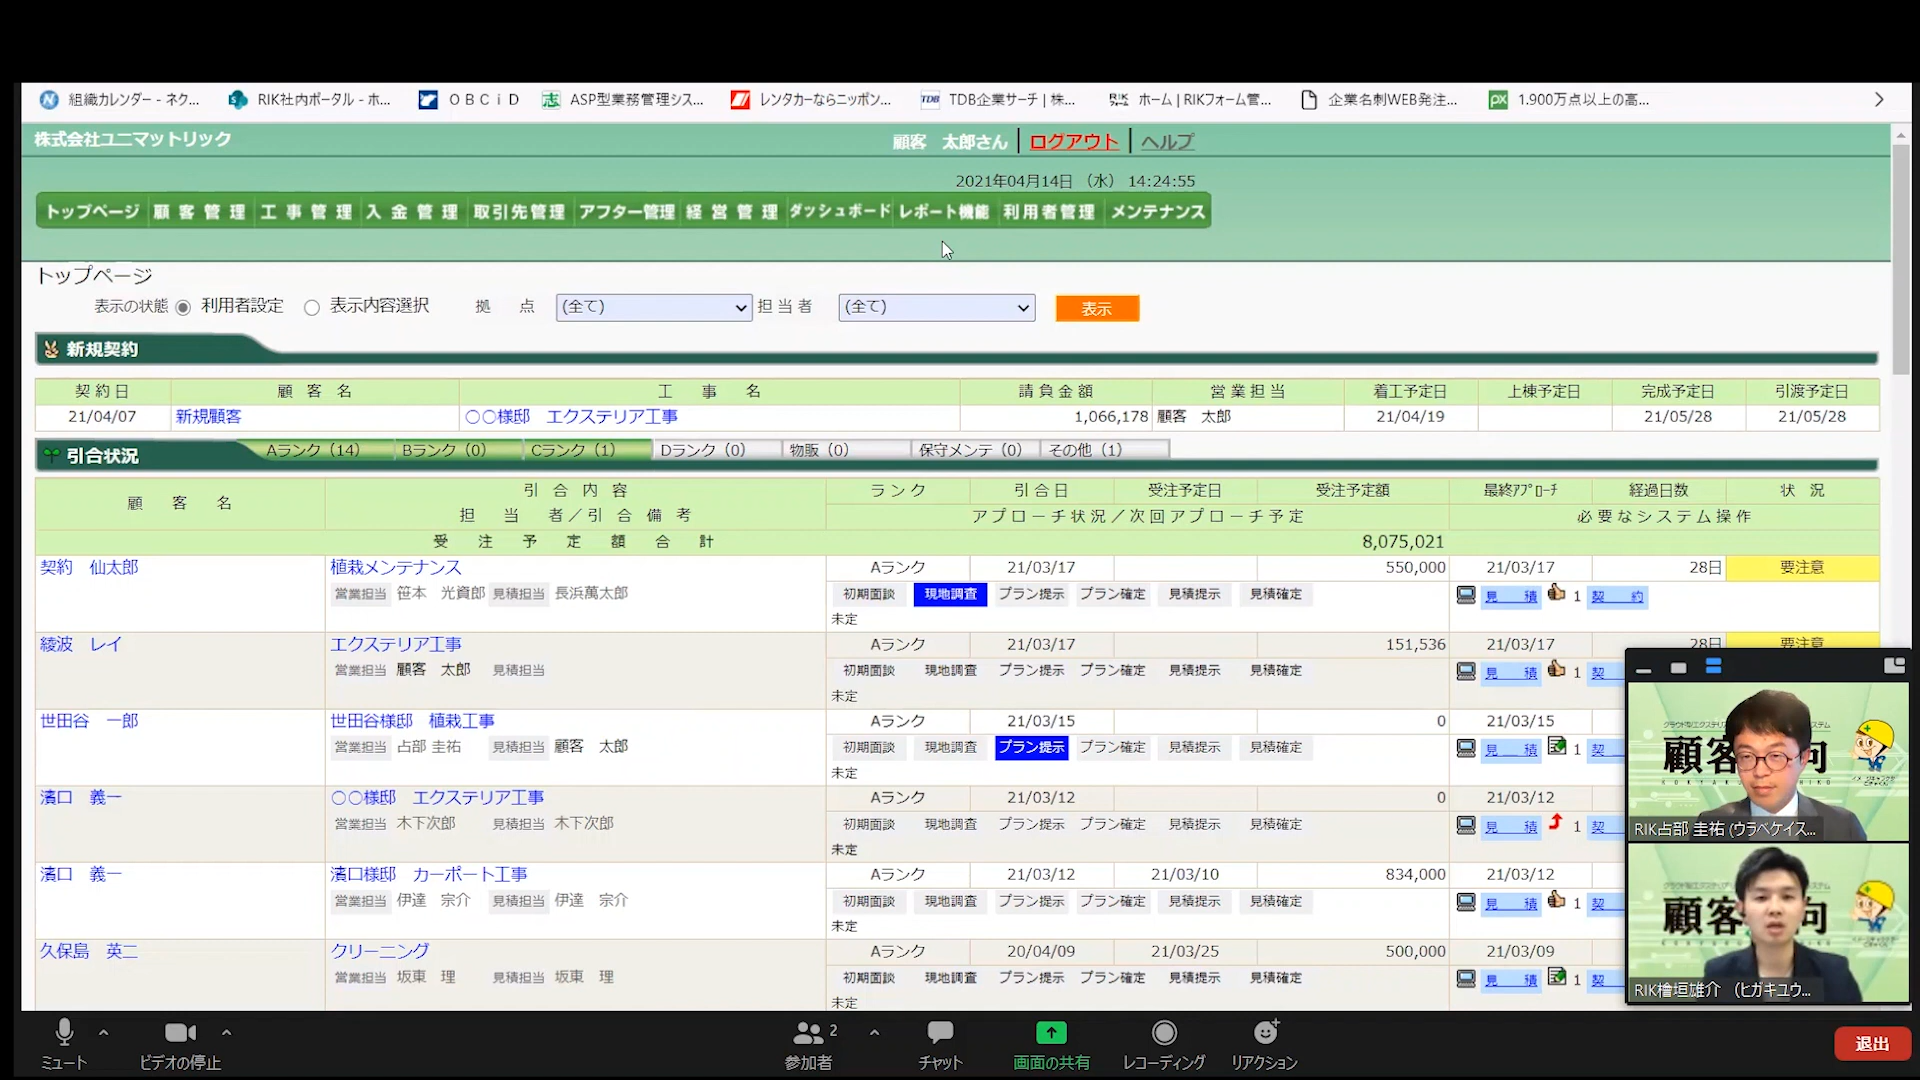 組織カレンダー - ネク...　RIK社内ポータル - ホ...　ＯＢＣｉＤ　ASP型業務管理シス...　レンタカーならニッポン...　TDB企業サーチ | 株...　ホーム | RIKフォーム管...　企業名刺WEB発注...　1,900万点以上の高...
株式会社ユニマットリック
顧客　太郎さん　ログアウト　ヘルプ
2021年04月14日 （水） 14:24:55
トップページ　顧客管理　工事管理　入金管理　取引先管理　アフター管理　経営管理　ダッシュボード　レポート機能　利用者管理　メンテナンス
トップページ
表示の状態　利用者設定　表示内容選択　拠　点　(全て)　担当者　(全て)　表示
新規契約
契約日　顧客名　工事名　請負金額　営業担当　着工予定日　上棟予定日　完成予定日　引渡予定日
21/04/07　新規顧客　〇〇様邸　エクステリア工事　1,066,178　顧客　太郎　21/04/19　21/05/28　21/05/28
引合状況　Aランク（14）　Bランク（0）　Cランク（1）　Dランク（0）　物販（0）　保守メンテ（0）　その他（1）
顧客名　引合内容　ランク　引合日　受注予定日　受注予定額　最終ｱﾌﾟﾛｰﾁ　経過日数　状況
担当者／引合備考　アプローチ状況／次回アプローチ予定　必要なシステム操作
受注予定額合計　8,075,021
契約　仙太郎　植栽メンテナンス　Aランク　21/03/17　550,000　21/03/17　28日　要注意
営業担当　笹本　光資郎　見積担当　長浜萬太郎　初期面談　現地調査　プラン提示　プラン確定　見積提示　見積確定　見　積　1　契　約
未定
綾波　レイ　エクステリア工事　Aランク　21/03/17　151,536　21/03/17　28日　要注意
営業担当　顧客　太郎　見積担当　初期面談　現地調査　プラン提示　プラン確定　見積提示　見積確定　見　積　1　契
未定
世田谷　一郎　世田谷様邸　植栽工事　Aランク　21/03/15　0　21/03/15
営業担当　占部 圭祐　見積担当　顧客　太郎　初期面談　現地調査　プラン提示　プラン確定　見積提示　見積確定　見　積　1　契
未定
濱口　義一　〇〇様邸　エクステリア工事　Aランク　21/03/12　0　21/03/12
営業担当　木下次郎　見積担当　木下次郎　初期面談　現地調査　プラン提示　プラン確定　見積提示　見積確定　見　積　1　契
未定
濱口　義一　濱口様邸　カーポート工事　Aランク　21/03/12　21/03/10　834,000　21/03/12
営業担当　伊達　宗介　見積担当　伊達　宗介　初期面談　現地調査　プラン提示　プラン確定　見積提示　見積確定　見　積　1　契
未定
久保島　英二　クリーニング　Aランク　20/04/09　21/03/25　500,000　21/03/09
営業担当　坂東　理　見積担当　坂東　理　初期面談　現地調査　プラン提示　プラン確定　見積提示　見積確定　見　積　1　契
未定
顧客　向
RIK占部 圭祐 (ウラベケイス...
顧客　向
RIK檜垣雄介　(ヒガキユウ...
ミュート　ビデオの停止　参加者　2　チャット　画面の共有　レコーディング　リアクション　退出